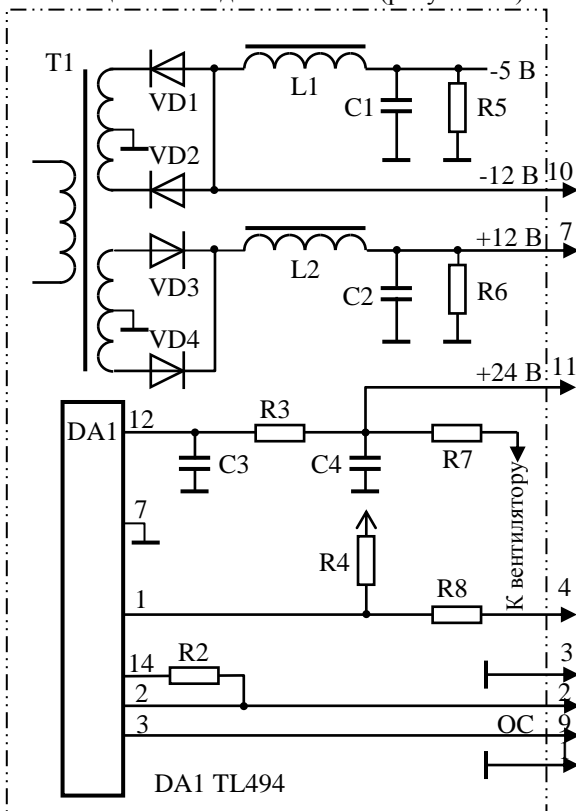 T1
VD1
L1
C1
-5 В
R5
VD2
-12 В
10
+12 В
7
VD3
L2
C2
R6
VD4
+24 В
11
DA1
12
R3
C3
C4
R7
К вентилятору
7
R4
1
R8
4
14
R2
3
2
2
3
ОС
9
1
DA1 TL494